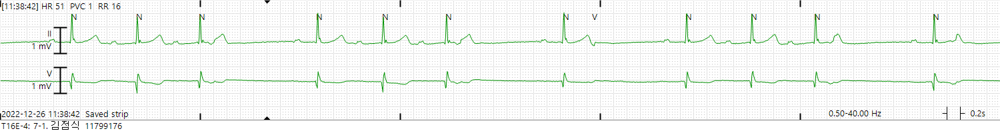 [11:38:42] HR 51 PVC 1 RR 16
N N N N N N N V N N N N
II
1 mV
V
1 mV
2022-12-26 11:38:42 Saved strip 0.50-40.00 Hz 0.2s
T16E-4: 7-1. 김점식 11799176